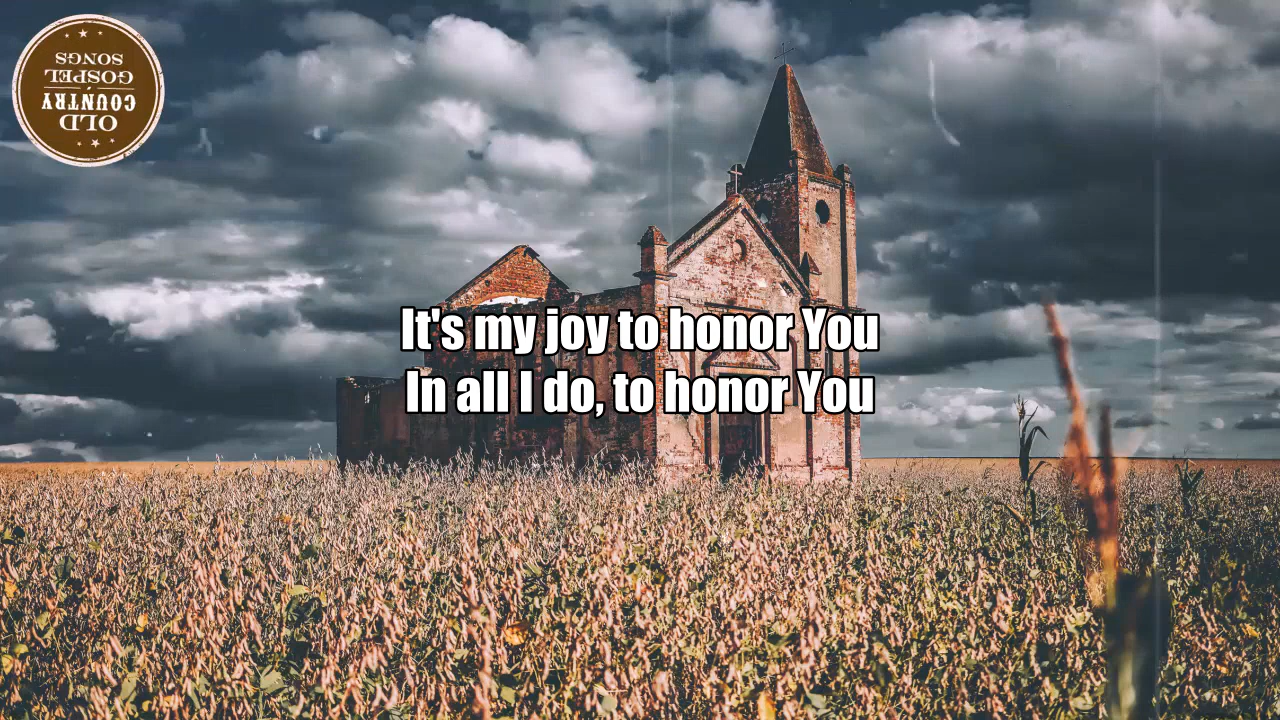 OLD
COUNTRY
GOSPEL
SONGS
It's my joy to honor You
In all I do, to honor You